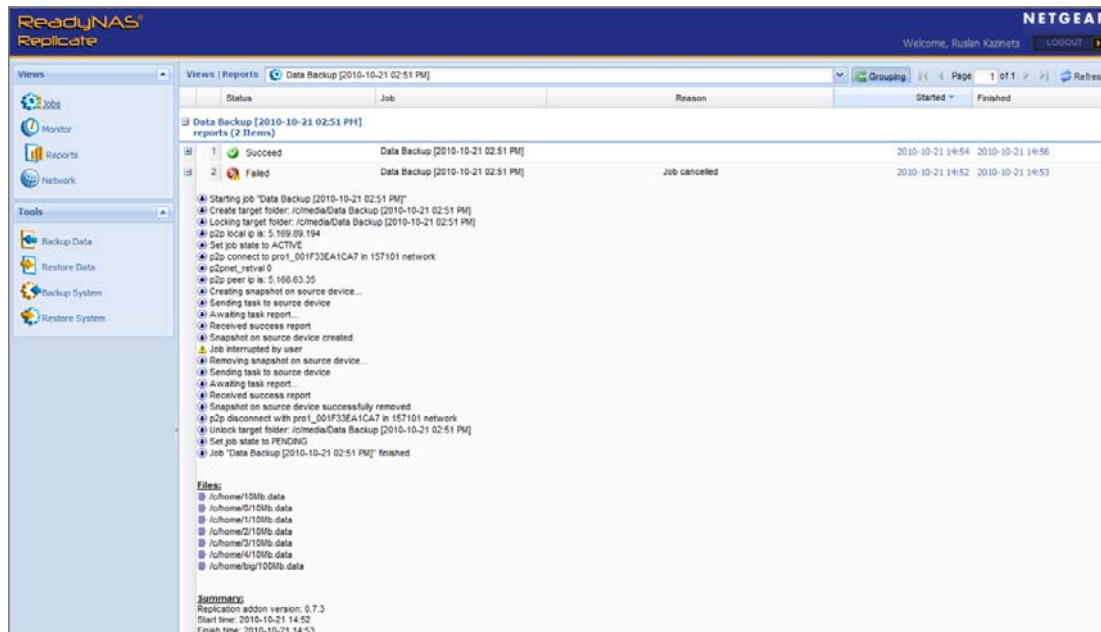 ReadyNAS®
Replicate
NETGEAR
Welcome, Ruslan Kazinets LOGOUT
Views
Jobs
Monitor
Reports
Network
Tools
Backup Data
Restore Data
Backup System
Restore System
Views | Reports Data Backup [2010-10-21 02:51 PM] Grouping Page 1 of 1 Refres
Status Job Reason Started Finished
Data Backup [2010-10-21 02:51 PM]
reports (2 Items)
1 Succeed Data Backup [2010-10-21 02:51 PM] 2010-10-21 14:54 2010-10-21 14:56
2 Failed Data Backup [2010-10-21 02:51 PM] Job cancelled 2010-10-21 14:52 2010-10-21 14:53
Starting job "Data Backup [2010-10-21 02:51 PM]"
Create target folder: /c/media/Data Backup [2010-10-21 02:51 PM]
Locking target folder: /c/media/Data Backup [2010-10-21 02:51 PM]
p2p local ip is: 5.169.89.194
Set job state to ACTIVE
p2p connect to pro1_001F33EA1CA7 in 157101 network
p2pnet_retval 0
p2p peer ip is: 5.166.63.35
Creating snapshot on source device...
Sending task to source device
Awaiting task report...
Received success report
Snapshot on source device created
Job interrupted by user
Removing snapshot on source device...
Sending task to source device
Awaiting task report...
Received success report
Snapshot on source device successfully removed
p2p disconnect with pro1_001F33EA1CA7 in 157101 network
Unlock target folder: /c/media/Data Backup [2010-10-21 02:51 PM]
Set job state to PENDING
Job "Data Backup [2010-10-21 02:51 PM]" finished
Files:
/c/home/10Mb.data
/c/home/0/10Mb.data
/c/home/1/10Mb.data
/c/home/2/10Mb.data
/c/home/3/10Mb.data
/c/home/4/10Mb.data
/c/home/big/100Mb.data
Summary:
Replication addon version: 0.7.3
Start time: 2010-10-21 14:52
Finish time: 2010-10-21 14:53